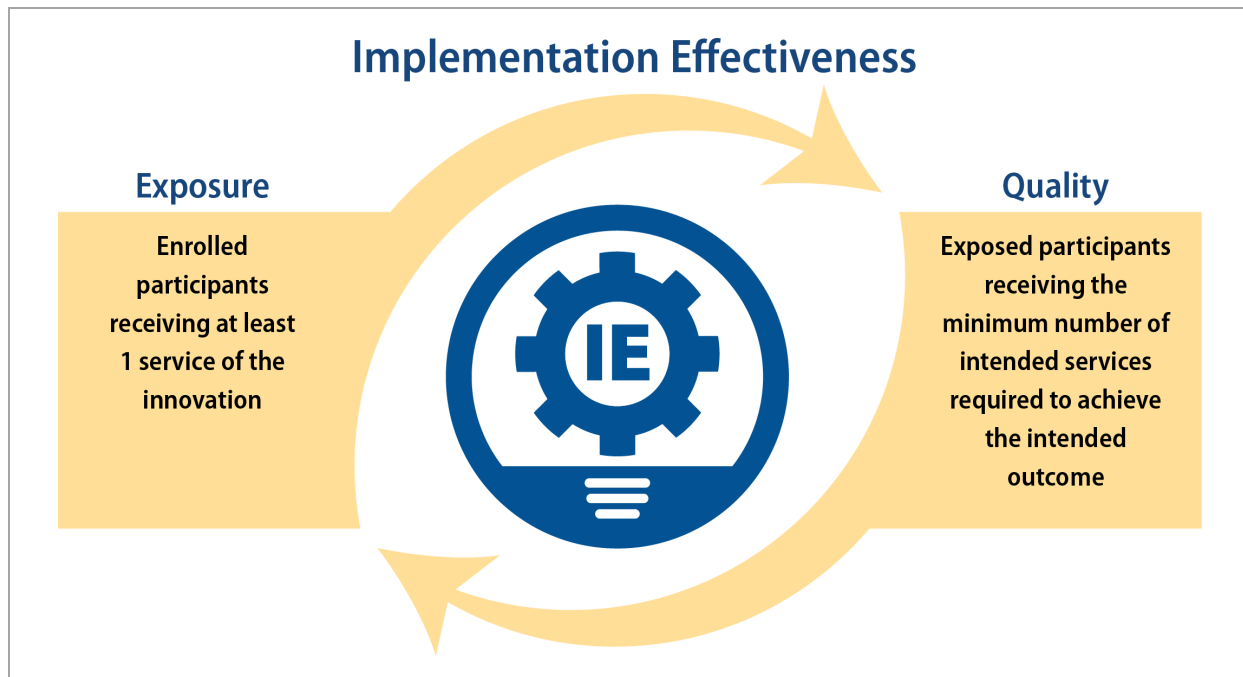 Implementation Effectiveness
Exposure
Enrolled
participants
receiving at least
1 service of the
innovation
IE
Quality
Exposed participants
receiving the
minimum number of
intended services
required to achieve
the intended
outcome